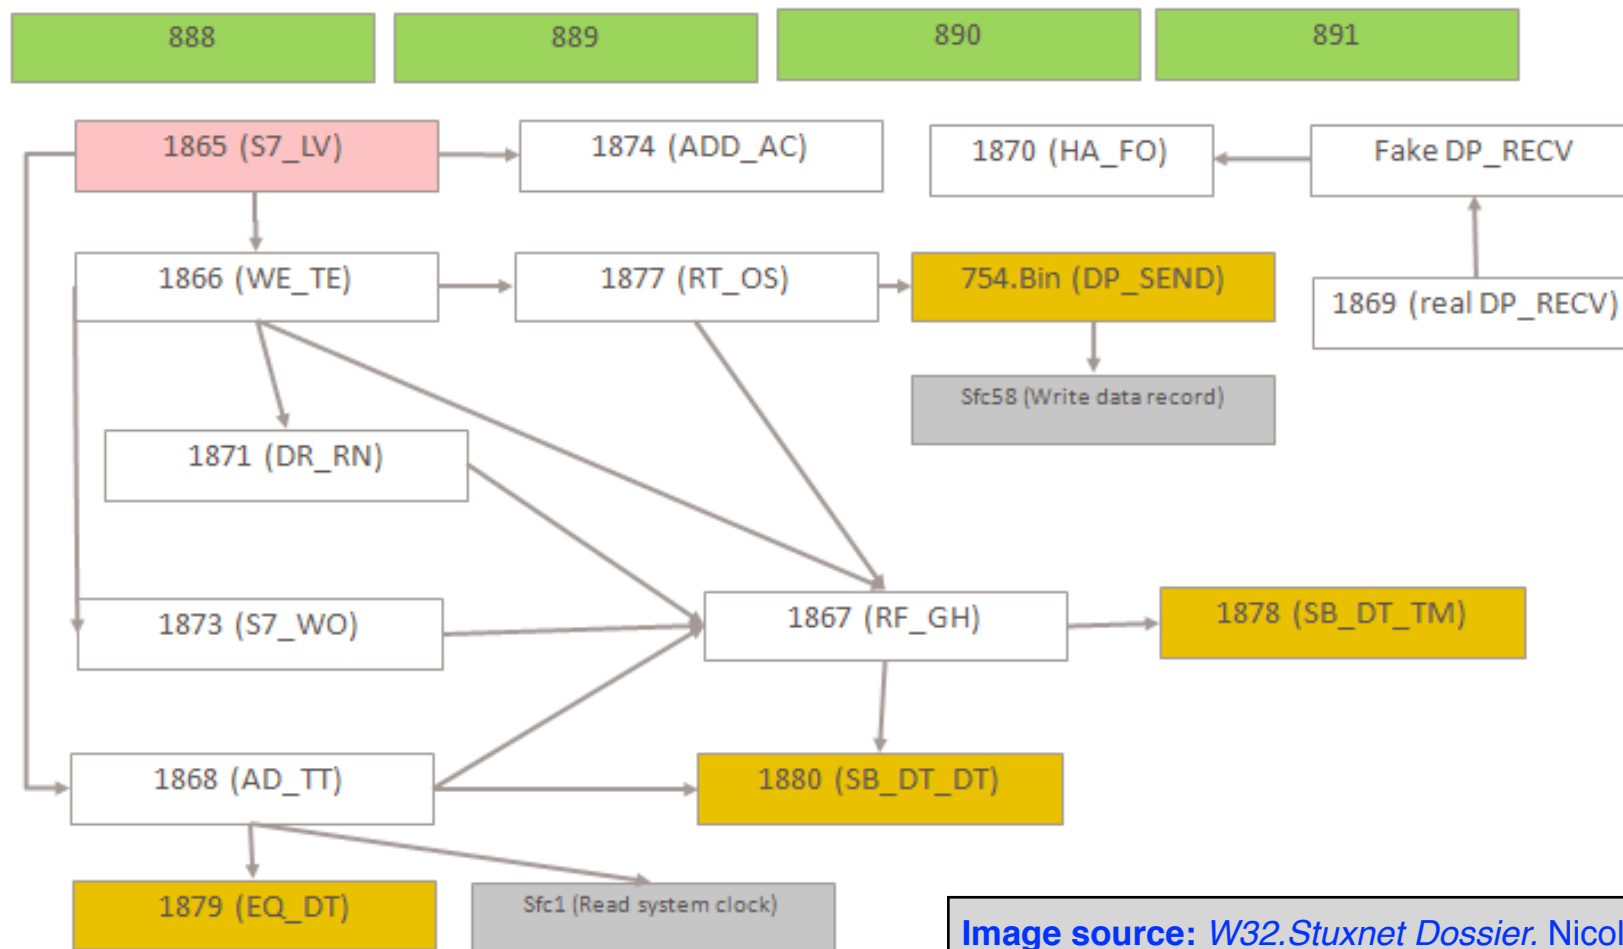 888
889
890
891
1865 (S7_LV)
1874 (ADD_AC)
1870 (HA_FO)
Fake DP_RECV
1866 (WE_TE)
1877 (RT_OS)
754.Bin (DP_SEND)
1869 (real DP_RECV)
Sfc58 (Write data record)
1871 (DR_RN)
1873 (S7_WO)
1867 (RF_GH)
1878 (SB_DT_TM)
1868 (AD_TT)
1880 (SB_DT_DT)
1879 (EQ_DT)
Sfc1 (Read system clock)
Image source: W32.Stuxnet Dossier. Nicol